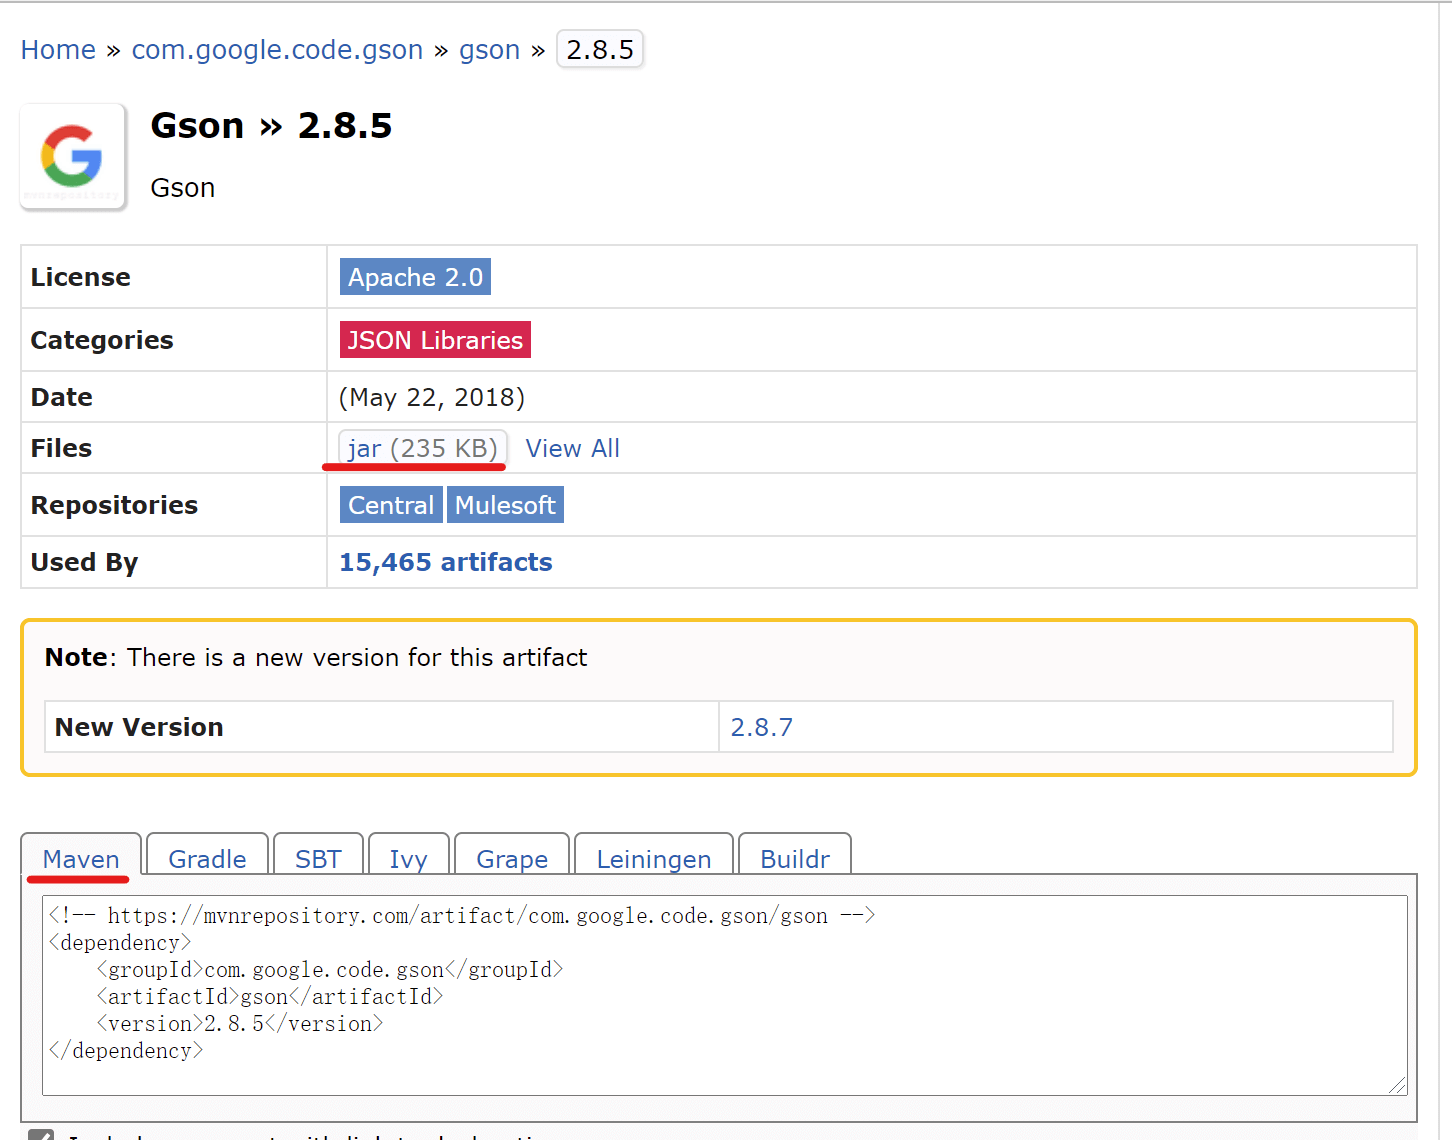 Home » com.google.code.gson » gson » 2.8.5
Gson » 2.8.5
Gson
License Apache 2.0
Categories JSON Libraries
Date (May 22, 2018)
Files jar (235 KB) View All
Repositories Central Mulesoft
Used By 15,465 artifacts
Note: There is a new version for this artifact
New Version 2.8.7
Maven Gradle SBT Ivy Grape Leiningen Buildr
<!-- https://mvnrepository.com/artifact/com.google.code.gson/gson -->
<dependency>
    <groupId>com.google.code.gson</groupId>
    <artifactId>gson</artifactId>
    <version>2.8.5</version>
</dependency>